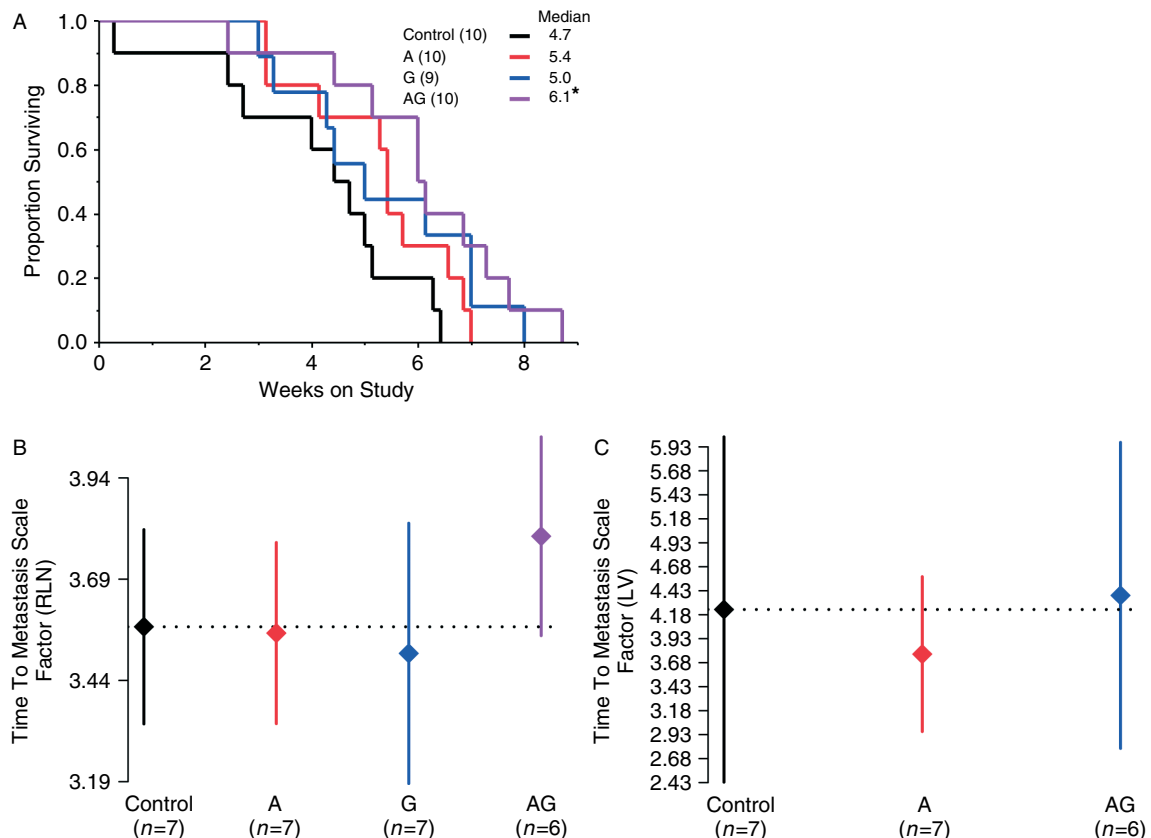 A
Median
Control (10) 4.7
A (10) 5.4
G (9) 5.0
AG (10) 6.1*
Proportion Surviving
1.0
0.8
0.6
0.4
0.2
0.0
0 2 4 6 8
Weeks on Study
B
Time To Metastasis Scale
Factor (RLN)
3.94
3.69
3.44
3.19
Control A G AG
(n=7) (n=7) (n=7) (n=6)
C
Time To Metastasis Scale
Factor (LV)
5.93
5.68
5.43
5.18
4.93
4.68
4.43
4.18
3.93
3.68
3.43
3.18
2.93
2.68
2.43
Control A AG
(n=7) (n=7) (n=6)